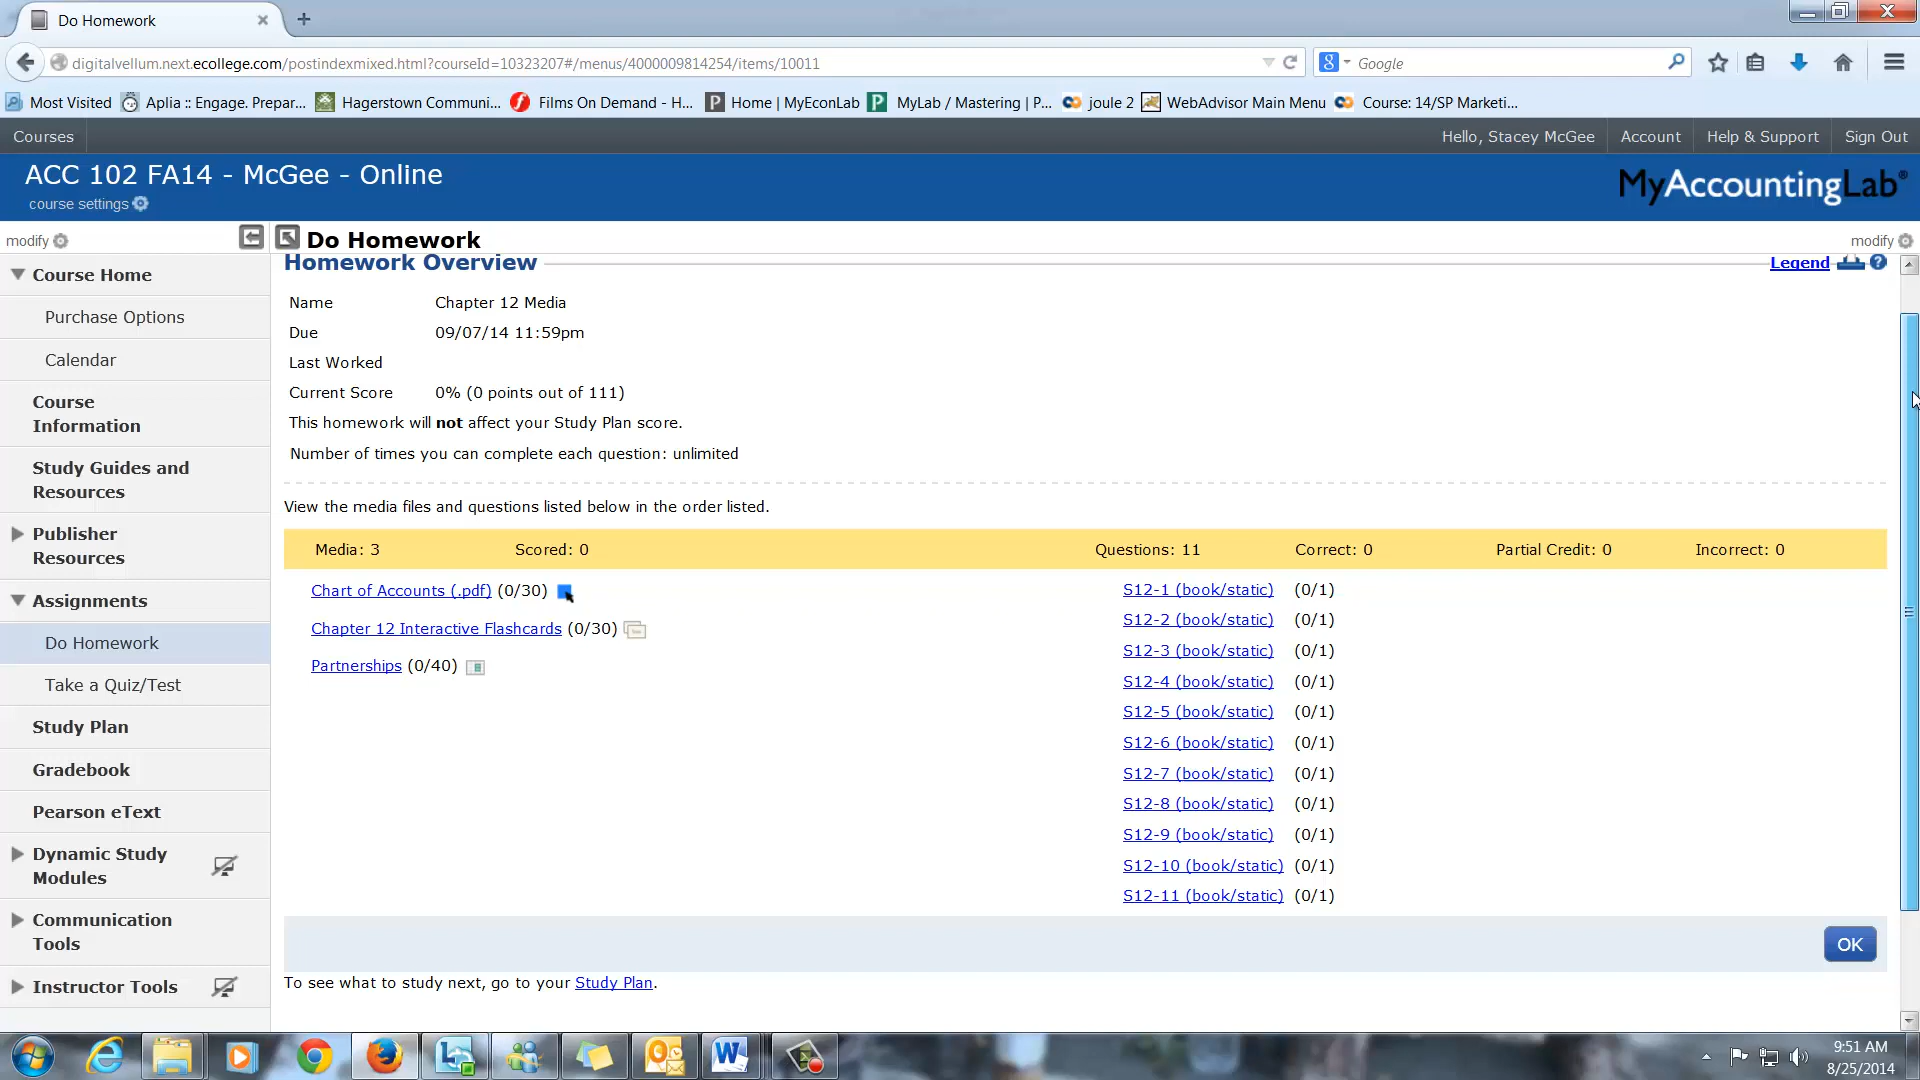 Do Homework
digitalvellum.next.ecollege.com/postindexmixed.html?courseId=10323207#/menus/4000009814254/items/10011
Google
Most Visited
Aplia :: Engage. Prepar...
Hagerstown Communi...
Films On Demand - H...
Home | MyEconLab
MyLab / Mastering | P...
joule 2
WebAdvisor Main Menu
Course: 14/SP Marketi...
Courses
Hello, Stacey McGee
Account
Help & Support
Sign Out
ACC 102 FA14 - McGee - Online
course settings
MyAccountingLab®
modify
Do Homework
modify
Course Home
Purchase Options
Calendar
Course
Information
Study Guides and
Resources
Publisher
Resources
Assignments
Do Homework
Take a Quiz/Test
Study Plan
Gradebook
Pearson eText
Dynamic Study
Modules
Communication
Tools
Instructor Tools
Homework Overview
Legend
Name Chapter 12 Media
Due 09/07/14 11:59pm
Last Worked
Current Score 0% (0 points out of 111)
This homework will not affect your Study Plan score.
Number of times you can complete each question: unlimited
View the media files and questions listed below in the order listed.
Media: 3 Scored: 0 Questions: 11 Correct: 0 Partial Credit: 0 Incorrect: 0
Chart of Accounts (.pdf) (0/30)
Chapter 12 Interactive Flashcards (0/30)
Partnerships (0/40)
S12-1 (book/static) (0/1)
S12-2 (book/static) (0/1)
S12-3 (book/static) (0/1)
S12-4 (book/static) (0/1)
S12-5 (book/static) (0/1)
S12-6 (book/static) (0/1)
S12-7 (book/static) (0/1)
S12-8 (book/static) (0/1)
S12-9 (book/static) (0/1)
S12-10 (book/static) (0/1)
S12-11 (book/static) (0/1)
OK
To see what to study next, go to your Study Plan.
9:51 AM
8/25/2014